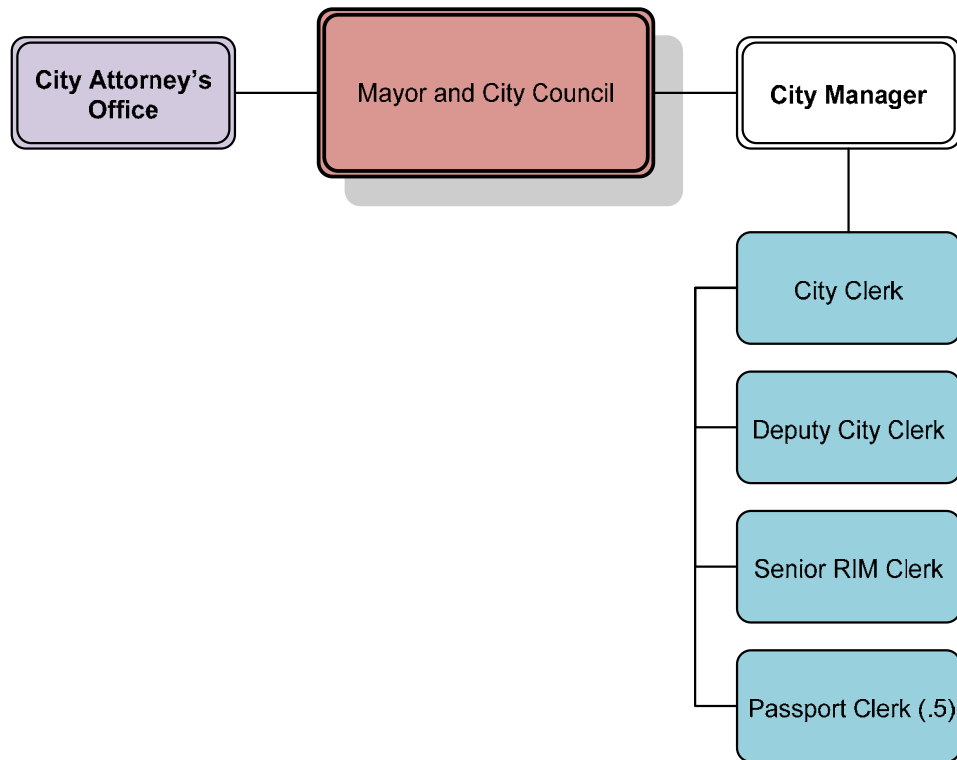 City Attorney’s
Office
Mayor and City Council
City Manager
City Clerk
Deputy City Clerk
Senior RIM Clerk
Passport Clerk (.5)